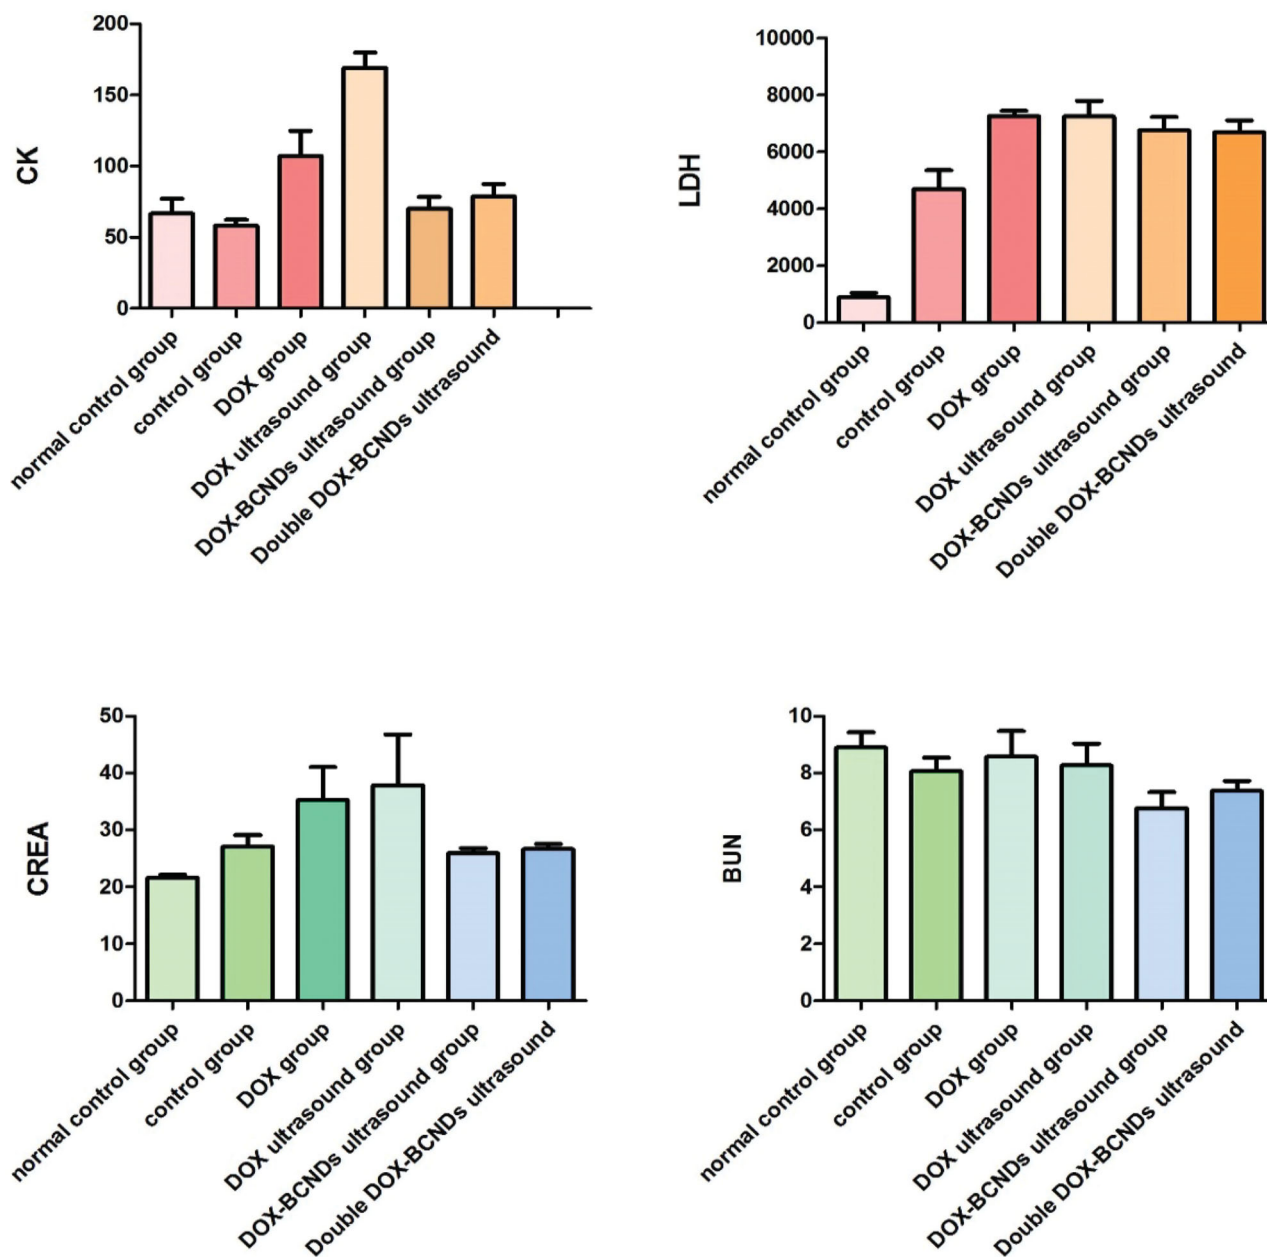 CK
200
150
100
50
0
normal control group
control group
DOX group
DOX ultrasound group
DOX-BCNDs ultrasound group
Double DOX-BCNDs ultrasound
LDH
10000
8000
6000
4000
2000
0
normal control group
control group
DOX group
DOX ultrasound group
DOX-BCNDs ultrasound group
Double DOX-BCNDs ultrasound
CREA
50
40
30
20
10
0
normal control group
control group
DOX group
DOX ultrasound group
DOX-BCNDs ultrasound group
Double DOX-BCNDs ultrasound
BUN
10
8
6
4
2
0
normal control group
control group
DOX group
DOX ultrasound group
DOX-BCNDs ultrasound group
Double DOX-BCNDs ultrasound